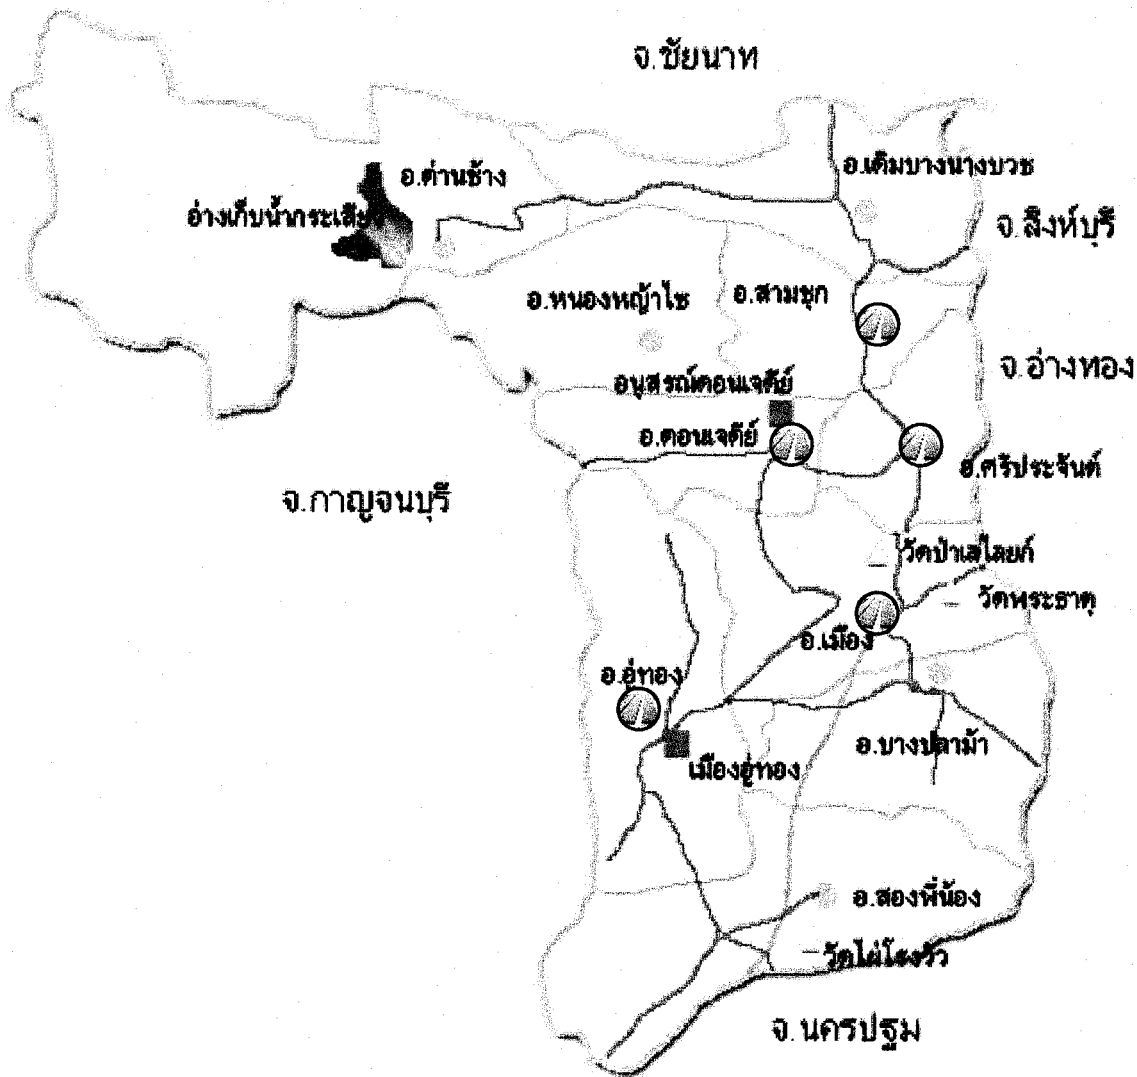 จ.ชัยนาท
อ.เดิมบางนางบวช
อ.ด่านช้าง
อ่างเก็บน้ำกระเสียว
จ.สิงห์บุรี
อ.หนองหญ้าไซ
อ.สามชุก
จ.อ่างทอง
อนุสรณ์ดอนเจดีย์
อ.ดอนเจดีย์
อ.ศรีประจันต์
จ.กาญจนบุรี
วัดป่าเลไลยก์
วัดพระธาตุ
อ.เมือง
อ.อู่ทอง
อ.บางปลาม้า
เมืองอู่ทอง
อ.สองพี่น้อง
วัดไผ่โรงวัว
จ.นครปฐม